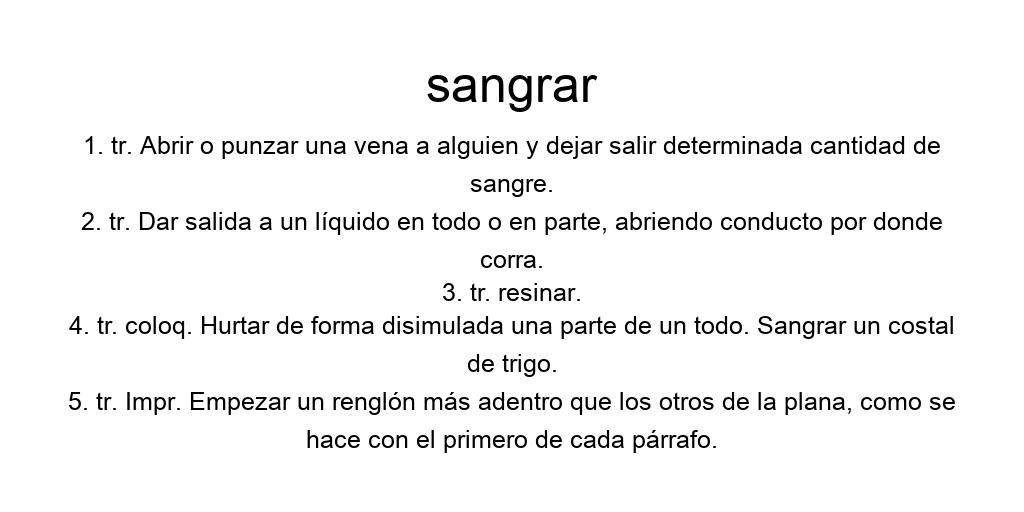 sangrar
1. tr. Abrir o punzar una vena a alguien y dejar salir determinada cantidad de
sangre.
2. tr. Dar salida a un líquido en todo o en parte, abriendo conducto por donde
corra.
3. tr. resinar.
4. tr. coloq. Hurtar de forma disimulada una parte de un todo. Sangrar un costal
de trigo.
5. tr. Impr. Empezar un renglón más adentro que los otros de la plana, como se
hace con el primero de cada párrafo.